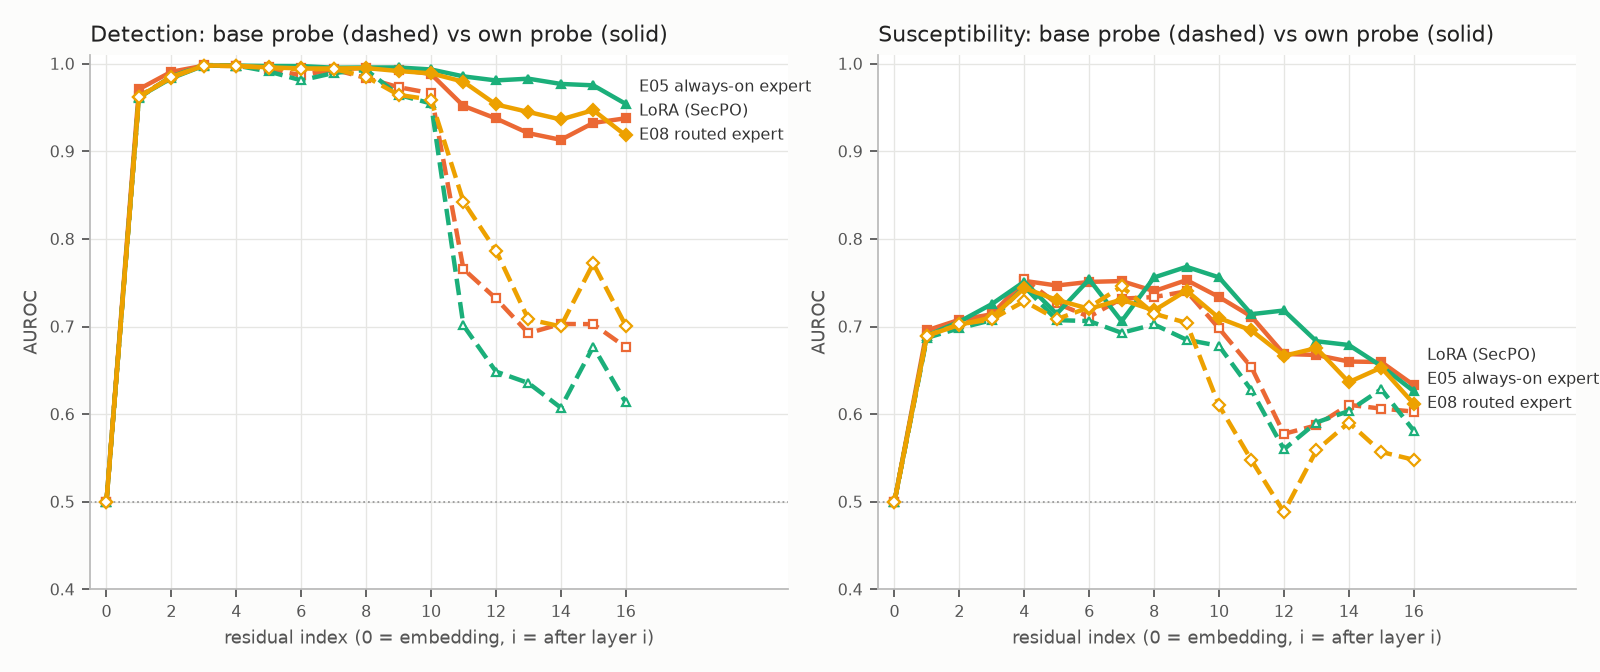 Detection: base probe (dashed) vs own probe (solid)
1.0
0.9
0.8
0.7
0.6
0.5
0.4
AUROC
E05 always-on expert
LoRA (SecPO)
E08 routed expert
0 2 4 6 8 10 12 14 16
residual index (0 = embedding, i = after layer i)
Susceptibility: base probe (dashed) vs own probe (solid)
1.0
0.9
0.8
0.7
0.6
0.5
0.4
AUROC
LoRA (SecPO)
E05 always-on expert
E08 routed expert
0 2 4 6 8 10 12 14 16
residual index (0 = embedding, i = after layer i)